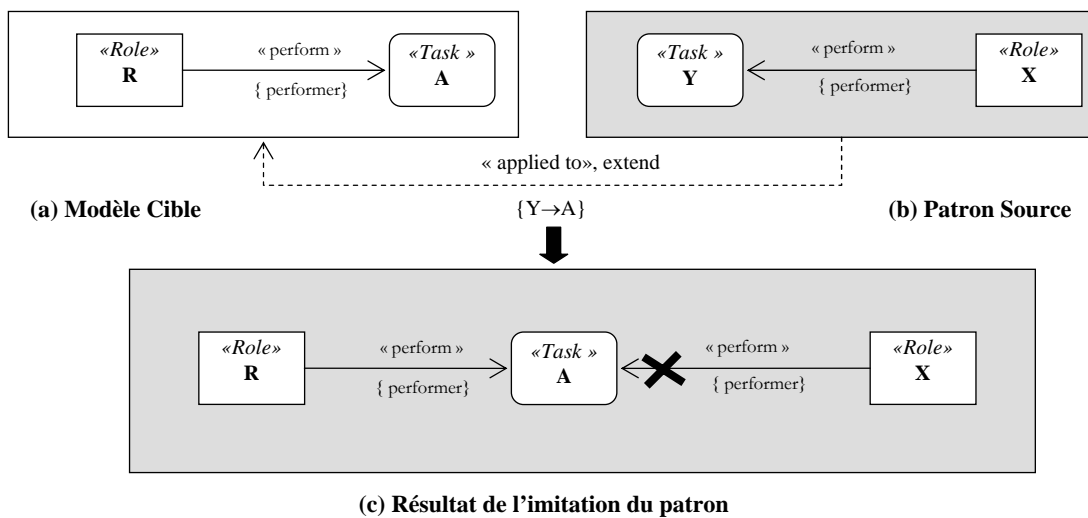 «Role»
R
« perform »
{ performer}
«Task »
A
«Task »
Y
« perform »
{ performer}
«Role»
X
« applied to», extend
(a) Modèle Cible
{Y→A}
(b) Patron Source
«Role»
R
« perform »
{ performer}
«Task »
A
« perform »
{ performer}
«Role»
X
(c) Résultat de l'imitation du patron